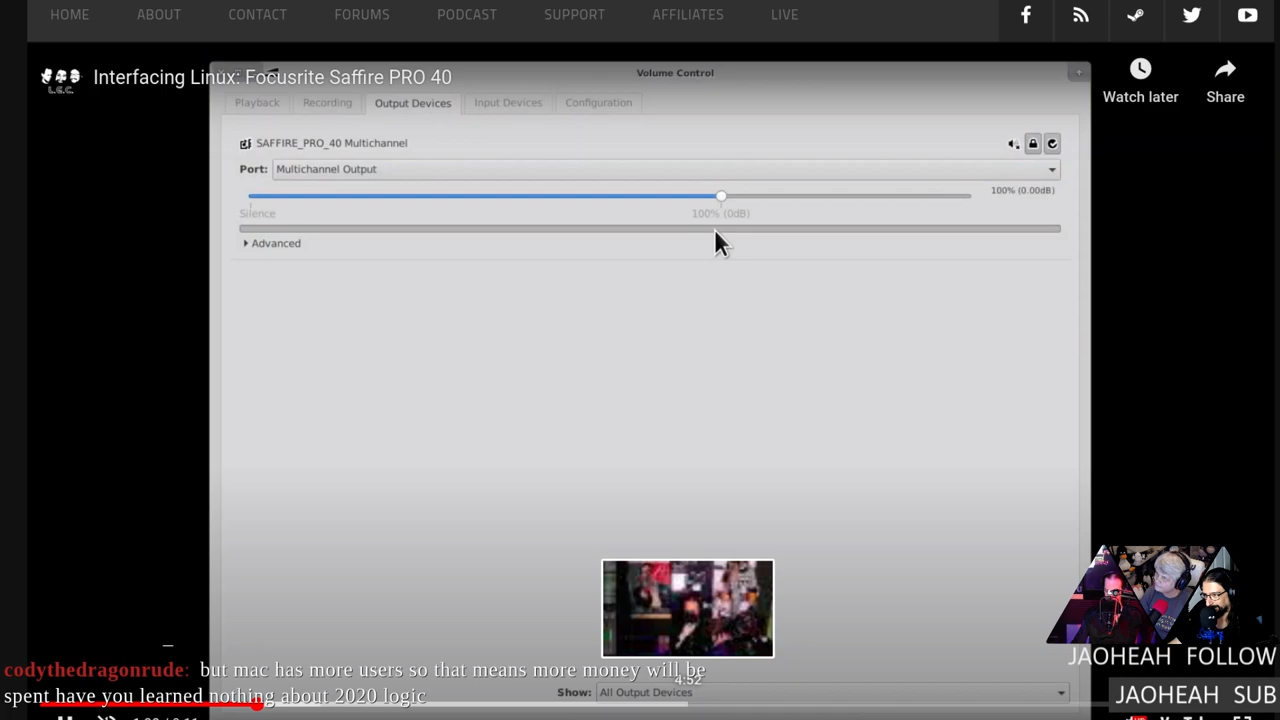 HOME ABOUT CONTACT FORUMS PODCAST SUPPORT AFFILIATES LIVE
Interfacing Linux: Focusrite Saffire PRO 40
L.G.C.
Volume Control
Watch later
Share
Playback Recording Output Devices Input Devices Configuration
SAFFIRE_PRO_40 Multichannel
Port: Multichannel Output
100% (0.00dB)
Silence 100% (0dB)
Advanced
JAOHEAH FOLLOW
codythedragonrude: but mac has more users so that means more money will be
spent have you learned nothing about 2020 logic
4:52
Show: All Output Devices
JAOHEAH SUB